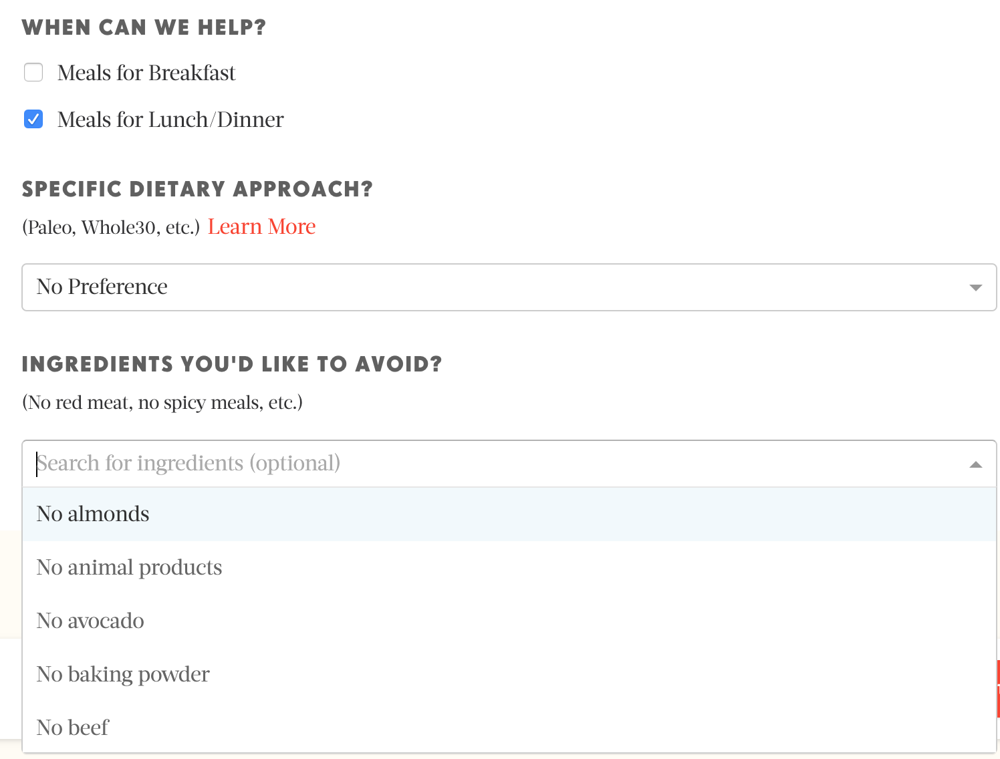 WHEN CAN WE HELP?
Meals for Breakfast
Meals for Lunch/Dinner
SPECIFIC DIETARY APPROACH?
(Paleo, Whole30, etc.) Learn More
No Preference
INGREDIENTS YOU'D LIKE TO AVOID?
(No red meat, no spicy meals, etc.)
Search for ingredients (optional)
No almonds
No animal products
No avocado
No baking powder
No beef